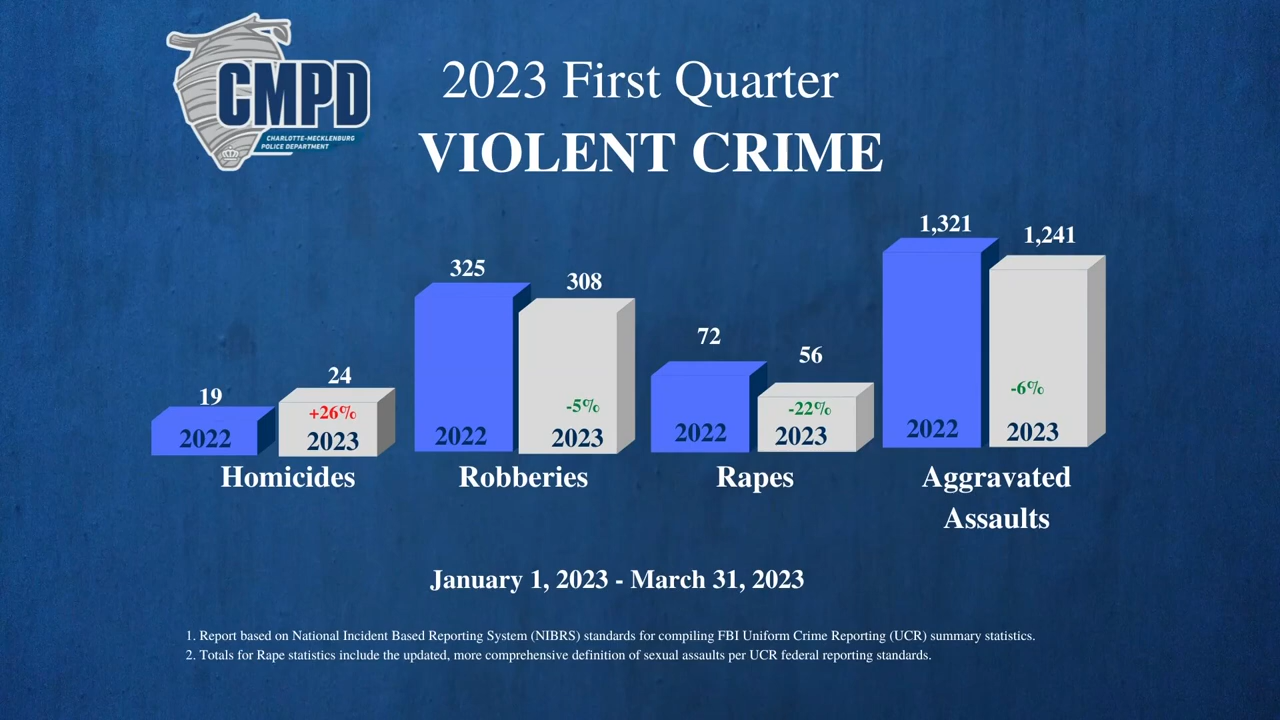 CMPD
CHARLOTTE-MECKLENBURG
POLICE DEPARTMENT
2023 First Quarter
VIOLENT CRIME
19
24
+26%
2022
2023
Homicides
325
308
-5%
2022
2023
Robberies
72
56
-22%
2022
2023
Rapes
1,321
1,241
-6%
2022
2023
Aggravated
Assaults
January 1, 2023 - March 31, 2023
1. Report based on National Incident Based Reporting System (NIBRS) standards for compiling FBI Uniform Crime Reporting (UCR) summary statistics.
2. Totals for Rape statistics include the updated, more comprehensive definition of sexual assaults per UCR federal reporting standards.